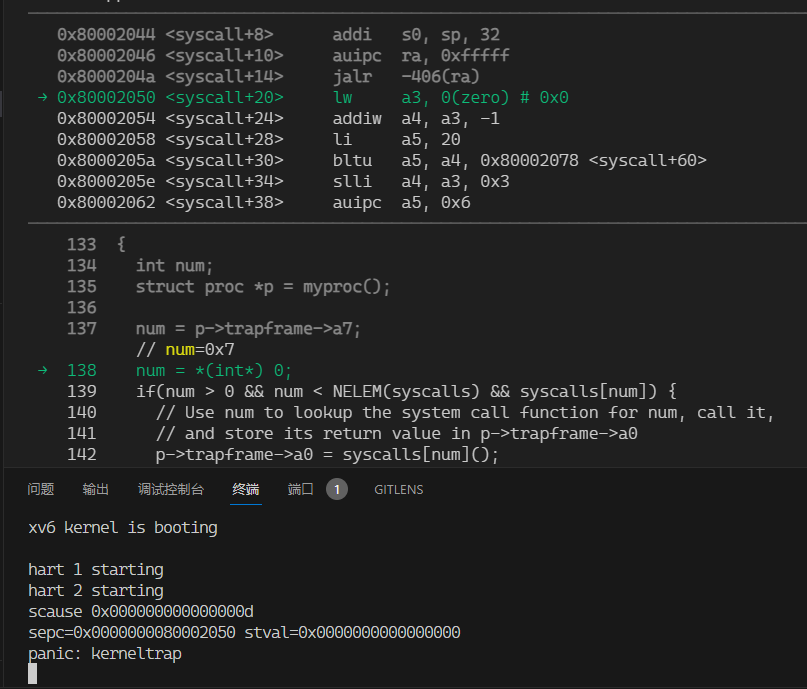 0x80002044 <syscall+8> addi s0, sp, 32
0x80002046 <syscall+10> auipc ra, 0xfffff
0x8000204a <syscall+14> jalr -406(ra)
→ 0x80002050 <syscall+20> lw a3, 0(zero) # 0x0
0x80002054 <syscall+24> addiw a4, a3, -1
0x80002058 <syscall+28> li a5, 20
0x8000205a <syscall+30> bltu a5, a4, 0x80002078 <syscall+60>
0x8000205e <syscall+34> slli a4, a3, 0x3
0x80002062 <syscall+38> auipc a5, 0x6
133 {
134 int num;
135 struct proc *p = myproc();
136
137 num = p->trapframe->a7;
// num=0x7
→ 138 num = *(int*) 0;
139 if(num > 0 && num < NELEM(syscalls) && syscalls[num]) {
140 // Use num to lookup the system call function for num, call it,
141 // and store its return value in p->trapframe->a0
142 p->trapframe->a0 = syscalls[num]();
问题 输出 调试控制台 终端 端口 1 GITLENS
xv6 kernel is booting
hart 1 starting
hart 2 starting
scause 0x000000000000000d
sepc=0x0000000080002050 stval=0x0000000000000000
panic: kerneltrap